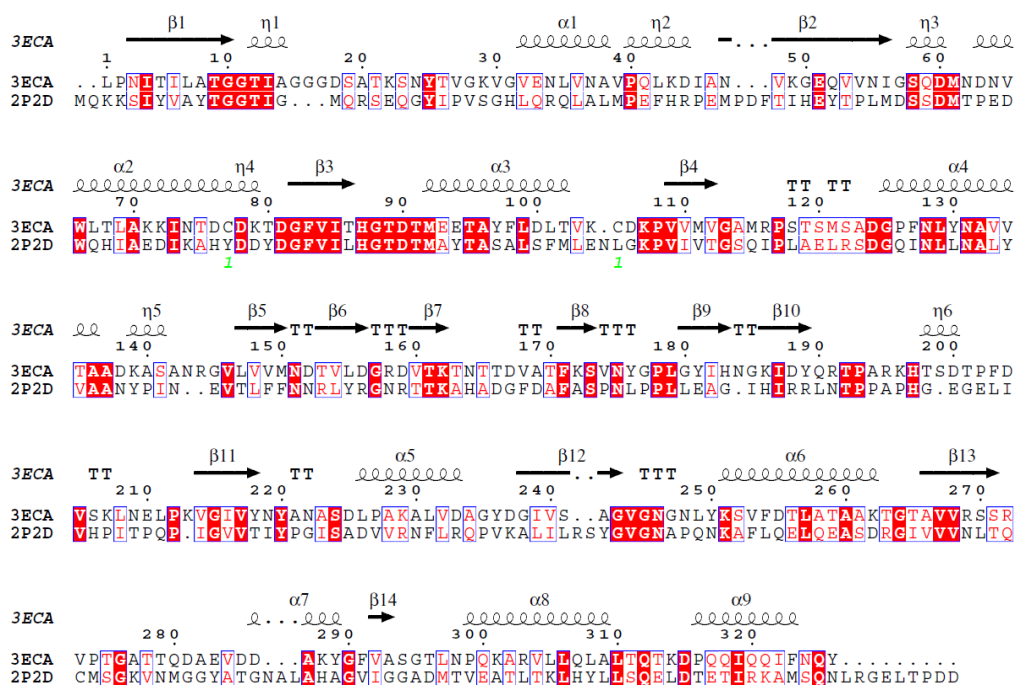 β1 η1 α1 η2 β2 η3
3ECA
1 10 20 30 40 50 60
3ECA ..LPNITILATGGTIAGGGDSATKSNYTVGKVGVENLVNAVPQLKDIAN...VKGEQVVNIGSQDMNDNV
2P2D MQKKSIYVAYTGGTIG...MQRSEQGYIPVSGHLQRQLALMPEFHRPEMPDFTIHEYTPLMDSSDMTPED
α2 η4 β3 α3 β4 α4
3ECA TT TT
70 80 90 100 110 120 130
3ECA WLTLAKKINTDCDKTDGFVITHGTDTMEETAYFLDLTVK.CDKPVVMVGAMRPSTSMSADGPFNLYNAVV
2P2D WQHIAEDIKAHYDDYDGFVILHGTDTMAYTASALSFMLENLGKPVIVTGSQIPLAELRSDGQINLLNALY
1 1
η5 β5 β6 β7 β8 β9 β10 η6
3ECA TT TTT TT TTT TT
140 150 160 170 180 190 200
3ECA TAADKASANRGVLVVMNDTVLDGRDVTKTNTTDVATFKSVNYGPLGYIHNGKIDYQRTPARKHTSDTPFD
2P2D VAANYPIN..EVTLFFNNRLYRGNRTTKAHADGFDAFASPNLPPLLEAG.IHIRRLNTPPAPHG.EGELI
β11 α5 β12 α6 β13
3ECA TT TT .. TTT
210 220 230 240 250 260 270
3ECA VSKLNELPKVGIVYNYANASDLPAKALVDAGYDGIVS..AGVGNGNLYKSVFDTLATAAKTGTAVVRSSR
2P2D VHPITPQP.IGVVTIYPGISADVVRNFLRQPVKALILRSYGVGNAPQNKAFLQELQEASDRGIVVVNLTQ
α7 β14 α8 α9
3ECA ...
280 290 300 310 320
3ECA VPTGATTQDAEVDD...AKYGFVASGTLNPQKARVLLQLALTQTKDPQQIQQIFNQY.........
2P2D CMSGKVNMGGYATGNALAHAGVIGGADMTVEATLTKLHYLLSQELDTETIRKAMSQNLRGELTPDD